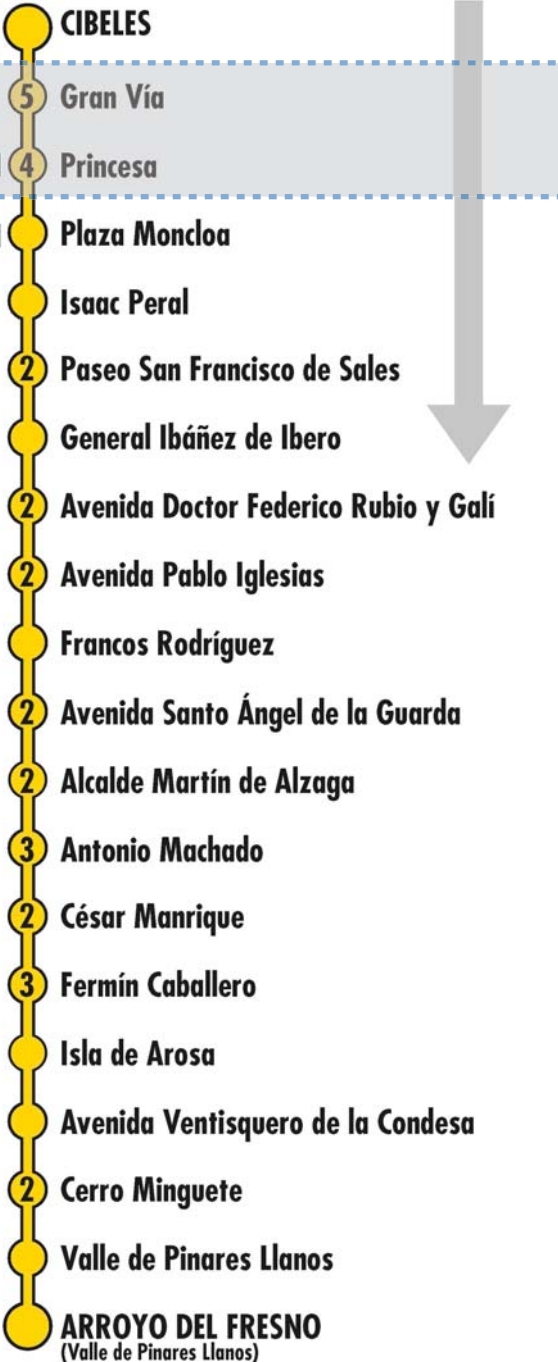 CIBELES
5 Gran Vía
4 Princesa
Plaza Moncloa
Isaac Peral
2 Paseo San Francisco de Sales
General Ibáñez de Ibero
2 Avenida Doctor Federico Rubio y Galí
2 Avenida Pablo Iglesias
Francos Rodríguez
2 Avenida Santo Ángel de la Guarda
2 Alcalde Martín de Alzaga
3 Antonio Machado
2 César Manrique
3 Fermín Caballero
Isla de Arosa
Avenida Ventisquero de la Condesa
2 Cerro Minguete
Valle de Pinares Llanos
ARROYO DEL FRESNO
(Valle de Pinares Llanos)